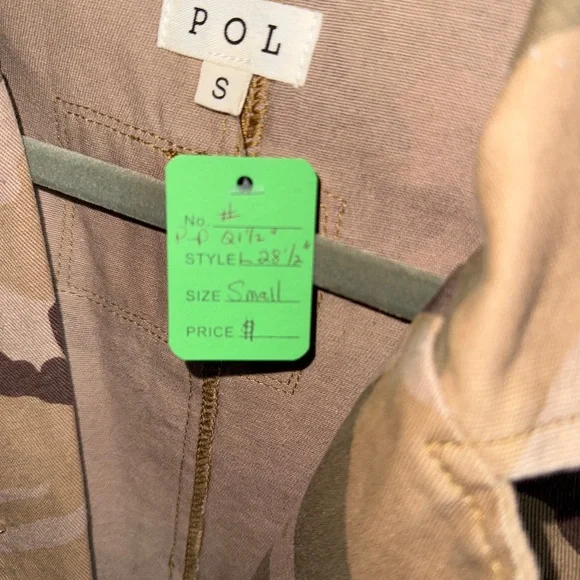 POL
S
No. #
P-P 21½"
STYLE L 28½"
SIZE Small
PRICE $